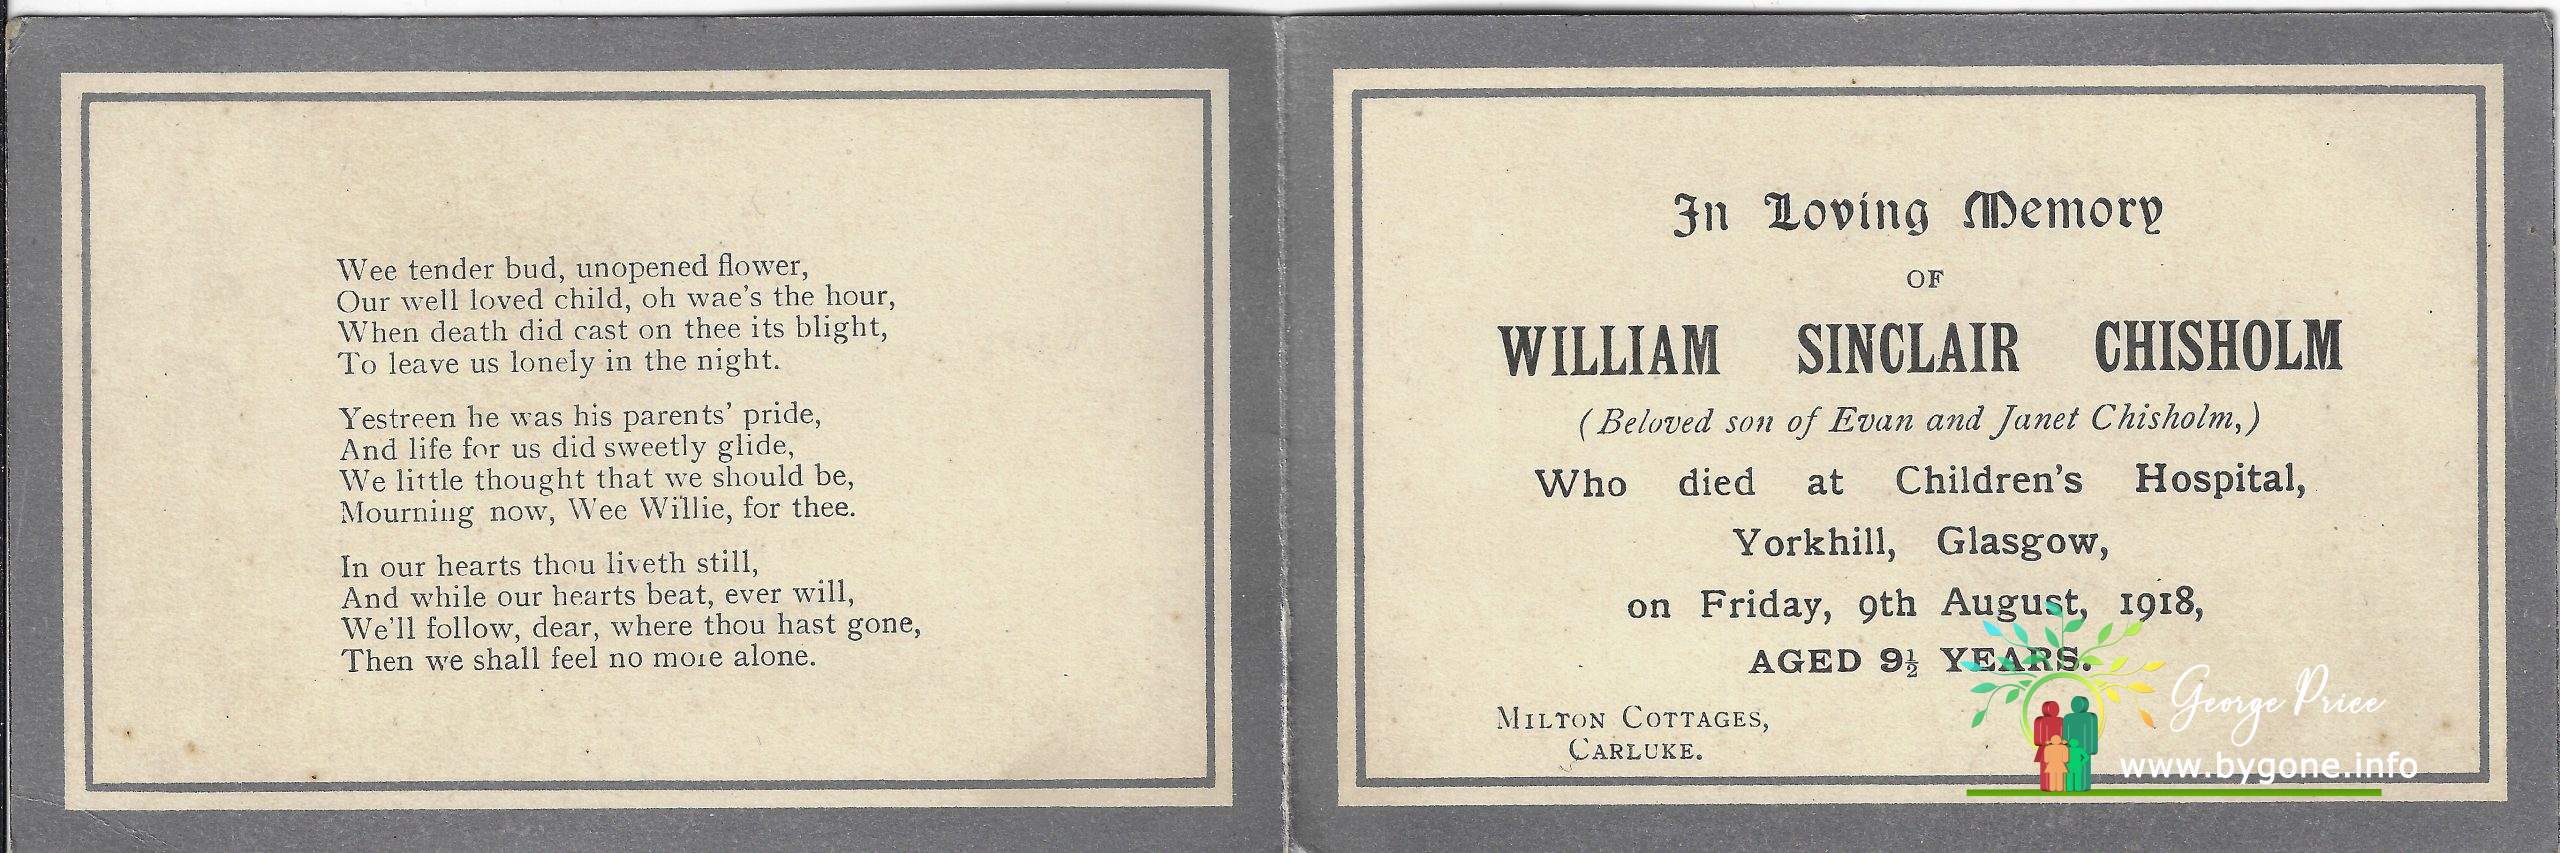 Wee tender bud, unopened flower,
Our well loved child, oh wae's the hour,
When death did cast on thee its blight,
To leave us lonely in the night.
Yestreen he was his parents' pride,
And life for us did sweetly glide,
We little thought that we should be,
Mourning now, Wee Willie, for thee.
In our hearts thou liveth still,
And while our hearts beat, ever will,
We'll follow, dear, where thou hast gone,
Then we shall feel no more alone.
In Loving Memory
OF
WILLIAM SINCLAIR CHISHOLM
(Beloved son of Evan and Janet Chisholm,)
Who died at Children's Hospital,
Yorkhill, Glasgow,
on Friday, 9th August, 1918,
AGED 9½ YEARS.
MILTON COTTAGES,
CARLUKE.
George Price
www.bygone.info